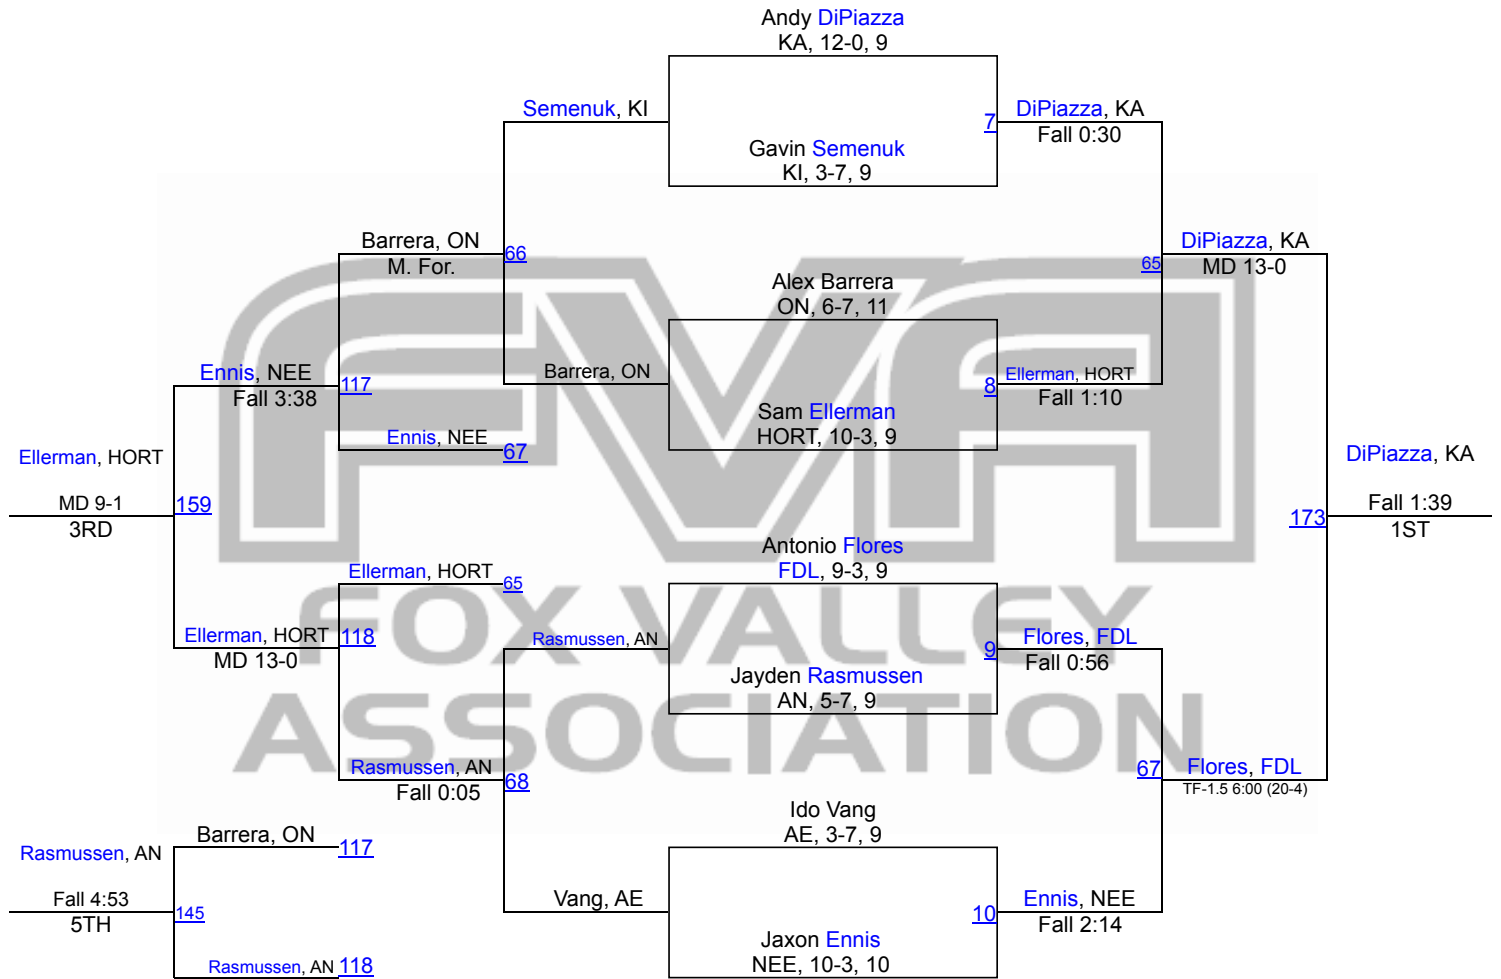 Andy DiPiazza
KA, 12-0, 9
Semenuk, KI
7
DiPiazza, KA
Fall 0:30
Gavin Semenuk
KI, 3-7, 9
Barrera, ON
M. For.
66
DiPiazza, KA
MD 13-0
65
Alex Barrera
ON, 6-7, 11
Ennis, NEE
Fall 3:38
117
Barrera, ON
8
Ellerman, HORT
Fall 1:10
Sam Ellerman
HORT, 10-3, 9
Ennis, NEE
67
Ellerman, HORT
MD 9-1
3RD
159
DiPiazza, KA
Fall 1:39
1ST
173
FVA
FOX VALLEY
ASSOCIATION
Antonio Flores
FDL, 9-3, 9
Ellerman, HORT
65
Ellerman, HORT
MD 13-0
118
Rasmussen, AN
9
Flores, FDL
Fall 0:56
Jayden Rasmussen
AN, 5-7, 9
Rasmussen, AN
Fall 0:05
68
67
Flores, FDL
TF-1.5 6:00 (20-4)
Ido Vang
AE, 3-7, 9
Barrera, ON
117
Rasmussen, AN
Fall 4:53
5TH
145
Vang, AE
10
Ennis, NEE
Fall 2:14
Jaxon Ennis
NEE, 10-3, 10
Rasmussen, AN
118